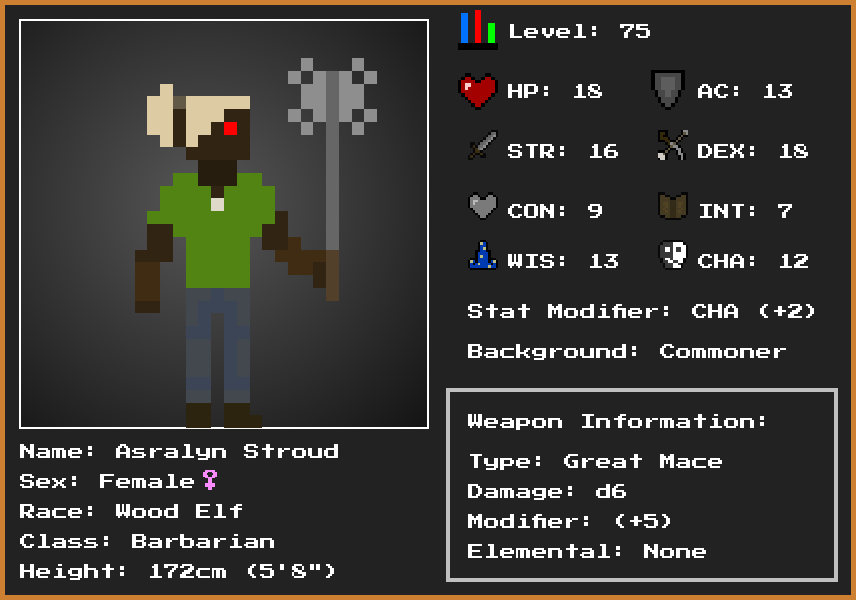 Level: 75
HP: 18 AC: 13
STR: 16 DEX: 18
CON: 9 INT: 7
WIS: 13 CHA: 12
Stat Modifier: CHA (+2)
Background: Commoner
Weapon Information:
Type: Great Mace
Damage: d6
Modifier: (+5)
Elemental: None
Name: Asralyn Stroud
Sex: Female♀
Race: Wood Elf
Class: Barbarian
Height: 172cm (5'8")